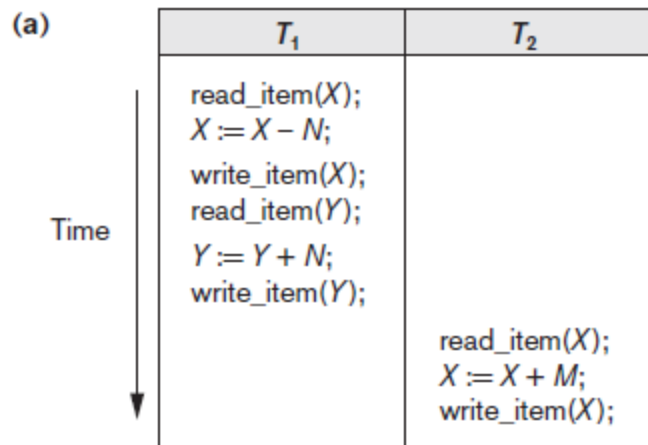 (a)
T₁ T₂
read_item(X);
X := X – N;
write_item(X);
read_item(Y);
Time
Y := Y + N;
write_item(Y);
read_item(X);
X := X + M;
write_item(X);